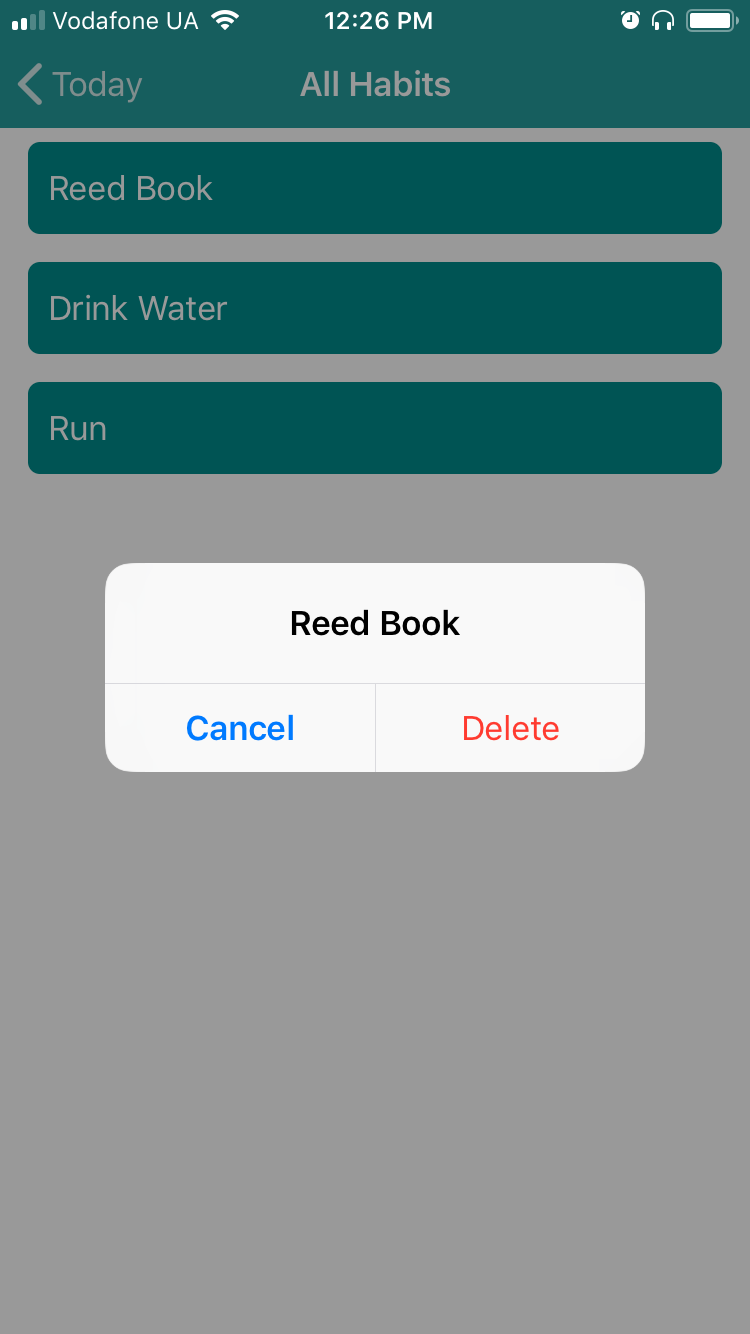 Vodafone UA 12:26 PM
Today All Habits
Reed Book
Drink Water
Run
Reed Book
Cancel Delete